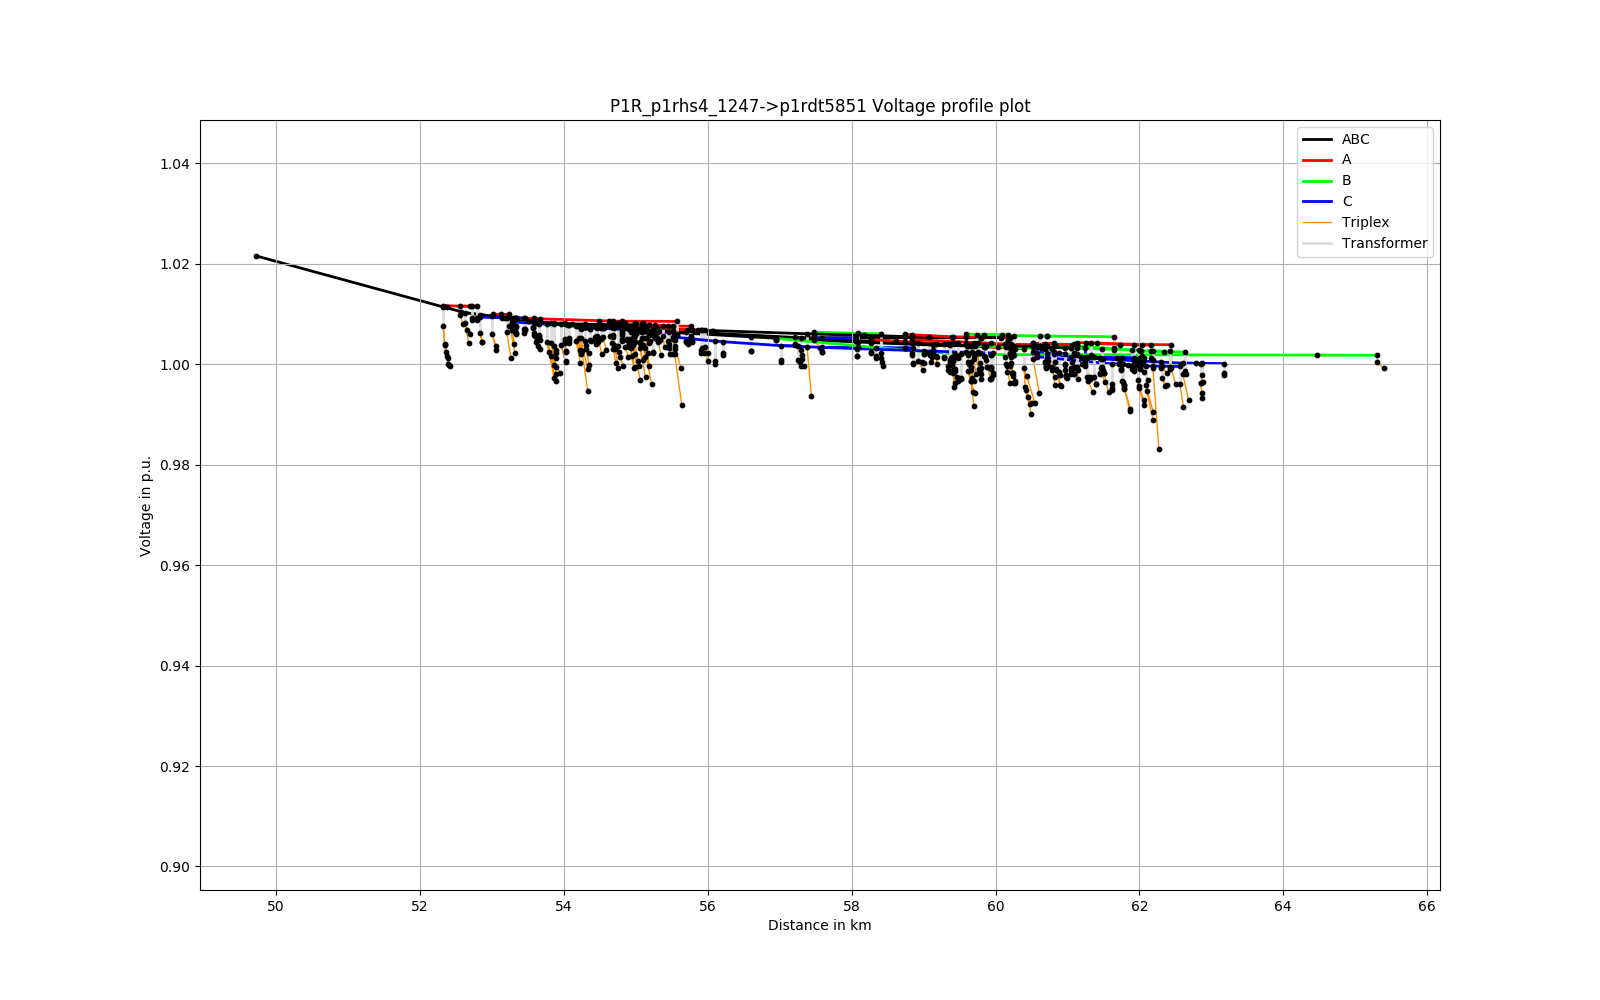 P1R_p1rhs4_1247->p1rdt5851 Voltage profile plot
ABC
A
B
C
Triplex
Transformer
1.04
1.02
1.00
0.98
0.96
0.94
0.92
0.90
Voltage in p.u.
50 52 54 56 58 60 62 64 66
Distance in km